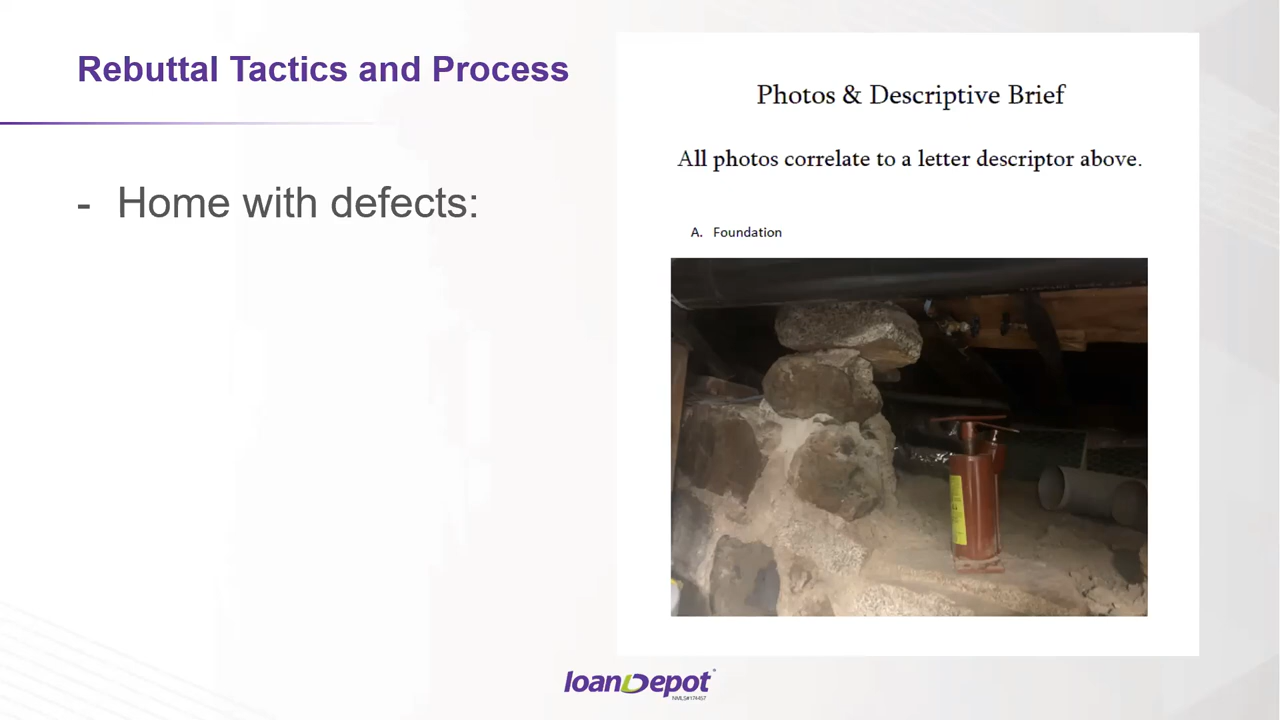 Rebuttal Tactics and Process
- Home with defects:
Photos & Descriptive Brief
All photos correlate to a letter descriptor above.
A. Foundation
loanDepot
NMLS#174457